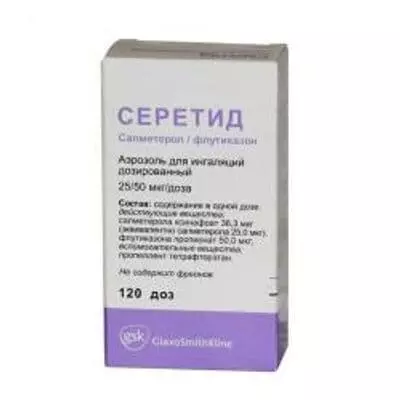 СЕРЕТИД
Салметерол / флутиказон
Аэрозоль для ингаляций
дозированный
25/50 мкг/доза
Состав: содержание в одной дозе:
действующие вещества:
салметерола ксинафоат 36,3 мкг
(эквивалентно салметерола 25,0 мкг),
флутиказона пропионат 50,0 мкг,
вспомогательные вещества:
пропеллент тетрафторэтан.
Не содержит фреонов
120 доз
gsk GlaxoSmithKline